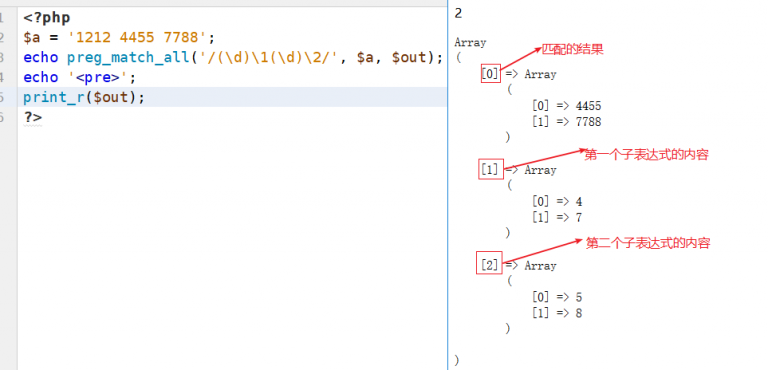 1 <?php
2 $a = '1212 4455 7788';
3 echo preg_match_all('/(\d)\1(\d)\2/', $a, $out);
4 echo '<pre>';
5 print_r($out);
6 ?>
2
Array
(
[0] => Array
匹配的结果
(
[0] => 4455
[1] => 7788
)
[1] => Array
第一个子表达式的内容
(
[0] => 4
[1] => 7
)
[2] => Array
第二个子表达式的内容
(
[0] => 5
[1] => 8
)
)